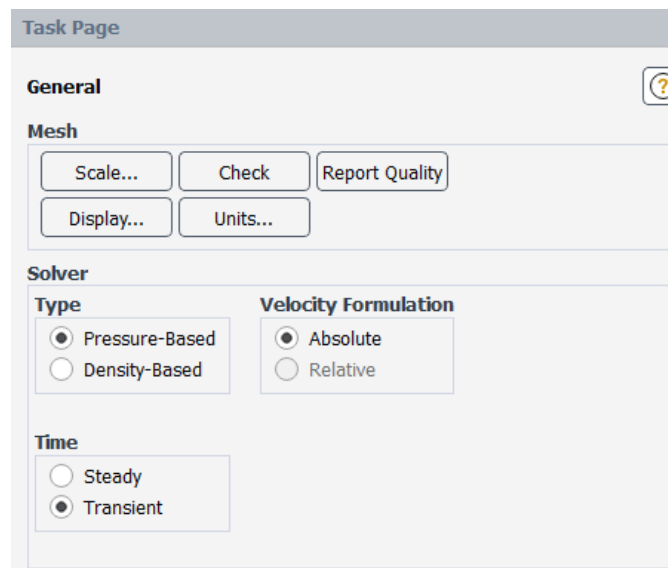 Task Page
General
?
Mesh
Scale... Check Report Quality
Display... Units...
Solver
Type Velocity Formulation
Pressure-Based Absolute
Density-Based Relative
Time
Steady
Transient